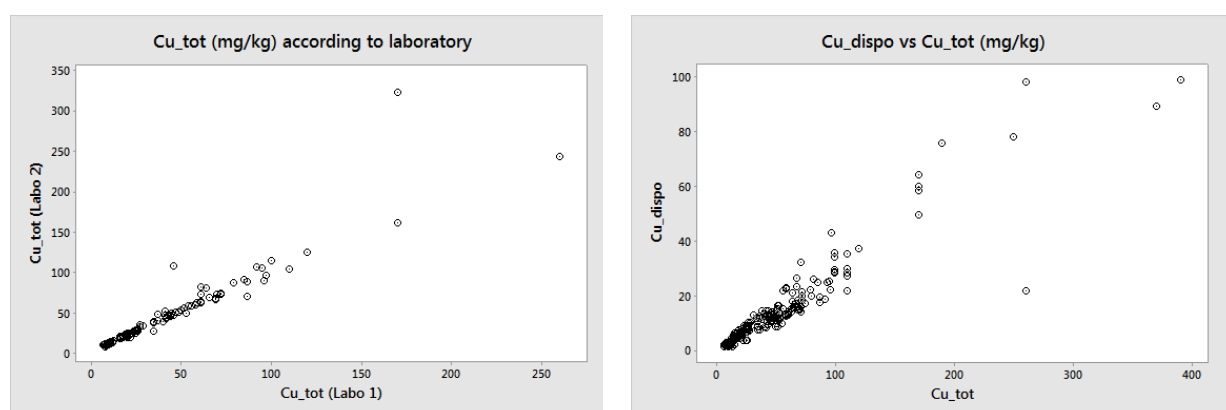 Cu_tot (mg/kg) according to laboratory
350
300
250
200
150
100
50
0
Cu_tot (Labo 2)
0 50 100 150 200 250
Cu_tot (Labo 1)
Cu_dispo vs Cu_tot (mg/kg)
100
80
60
40
20
0
Cu_dispo
0 100 200 300 400
Cu_tot